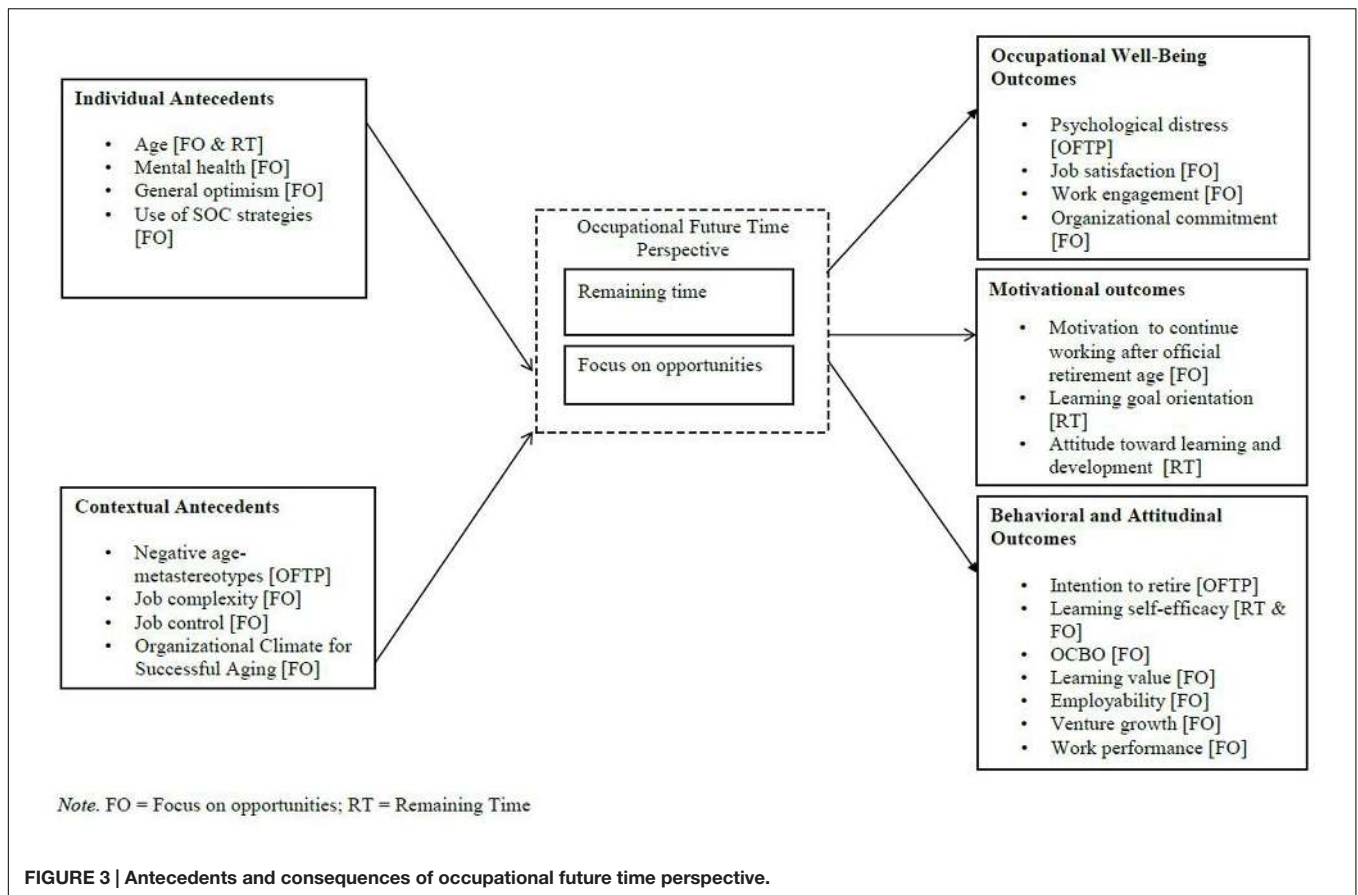 Individual Antecedents
• Age [FO & RT]
• Mental health [FO]
• General optimism [FO]
• Use of SOC strategies
[FO]
Contextual Antecedents
• Negative age-
metastereotypes [OFTP]
• Job complexity [FO]
• Job control [FO]
• Organizational Climate for
Successful Aging [FO]
Occupational Future Time
Perspective
Remaining time
Focus on opportunities
Occupational Well-Being
Outcomes
• Psychological distress
[OFTP]
• Job satisfaction [FO]
• Work engagement [FO]
• Organizational commitment
[FO]
Motivational outcomes
• Motivation to continue
working after official
retirement age [FO]
• Learning goal orientation
[RT]
• Attitude toward learning and
development [RT]
Behavioral and Attitudinal
Outcomes
• Intention to retire [OFTP]
• Learning self-efficacy [RT &
FO]
• OCBO [FO]
• Learning value [FO]
• Employability [FO]
• Venture growth [FO]
• Work performance [FO]
Note. FO = Focus on opportunities; RT = Remaining Time
FIGURE 3 | Antecedents and consequences of occupational future time perspective.